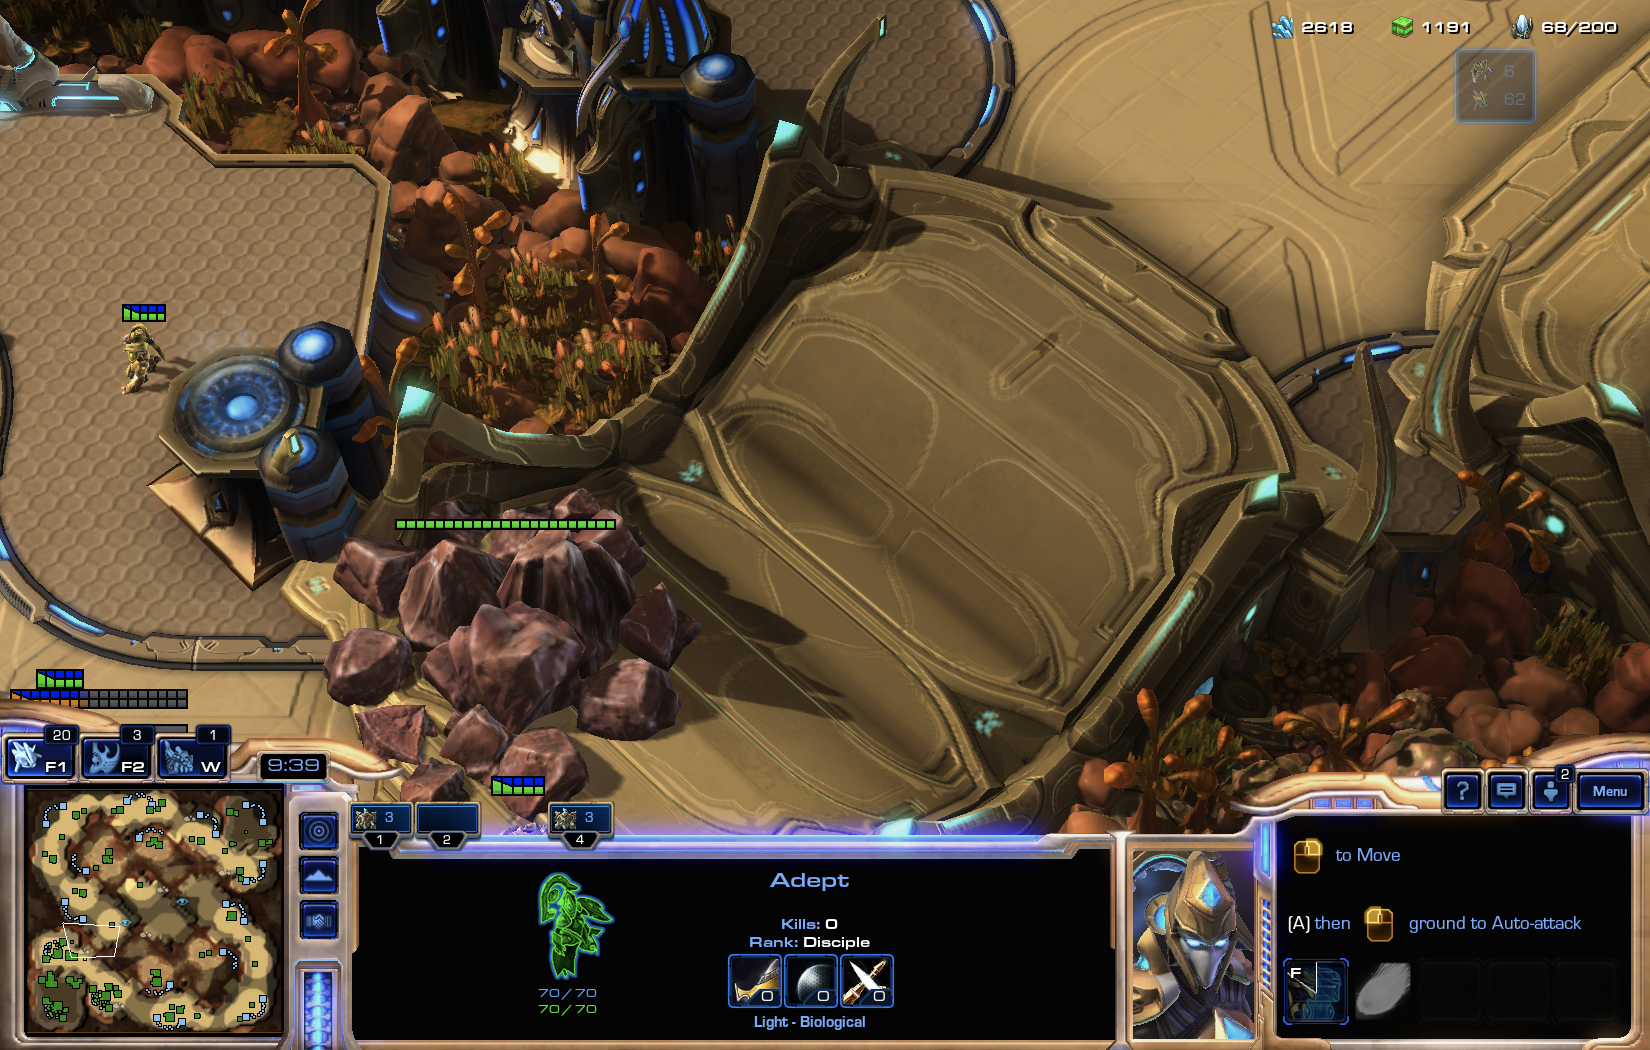 2618 1191 68/200
6
62
20 3 1
F1 F2 W
9:39
2
? Menu
3 3
1 2 4
Adept
Kills: 0
Rank: Disciple
0 0 0
70/70
70/70
Light - Biological
to Move
(A) then ground to Auto-attack
F